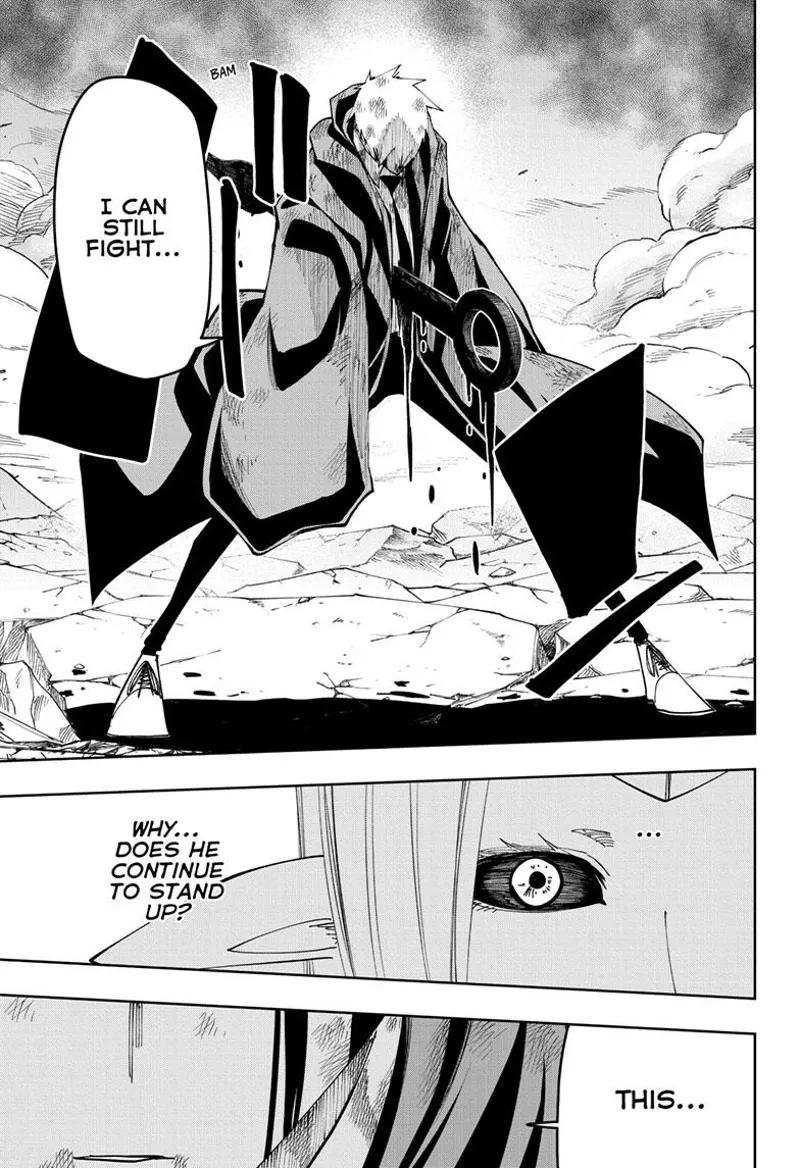 BAM
I CAN
STILL
FIGHT...
...
WHY...
DOES HE
CONTINUE
TO STAND
UP?
THIS...